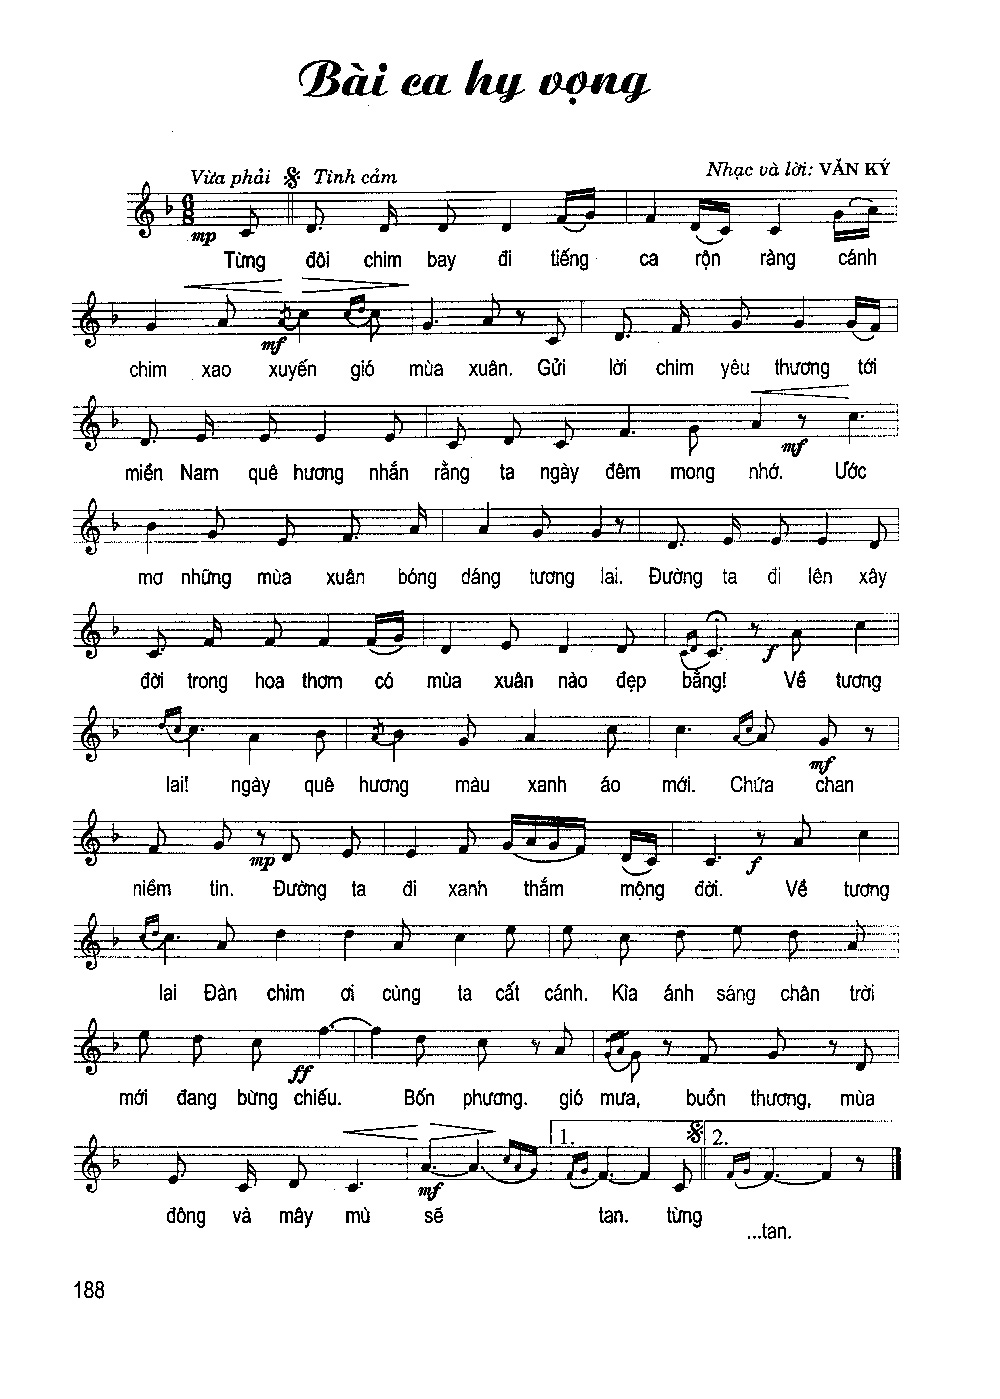 Bài ca hy vọng
Nhạc và lời: VĂN KÝ
Vừa phải Tình cảm
6
8
mp
Từng đôi chim bay đi tiếng ca rộn ràng cánh
mf
chim xao xuyến gió mùa xuân. Gửi lời chim yêu thương tới
mf
miền Nam quê hương nhắn rằng ta ngày đêm mong nhớ. Ước
mơ những mùa xuân bóng dáng tương lai. Đường ta đi lên xây
f
đời trong hoa thơm có mùa xuân nào đẹp bằng! Về tương
mf
lai! ngày quê hương màu xanh áo mới. Chứa chan
mp f
niềm tin. Đường ta đi xanh thắm mộng đời. Về tương
lai Đàn chim ơi cùng ta cất cánh. Kìa ánh sáng chân trời
ff
mới đang bừng chiếu. Bốn phương. gió mưa, buồn thương, mùa
1. 2.
mf
đông và mây mù sẽ tan. từng
...tan.
188